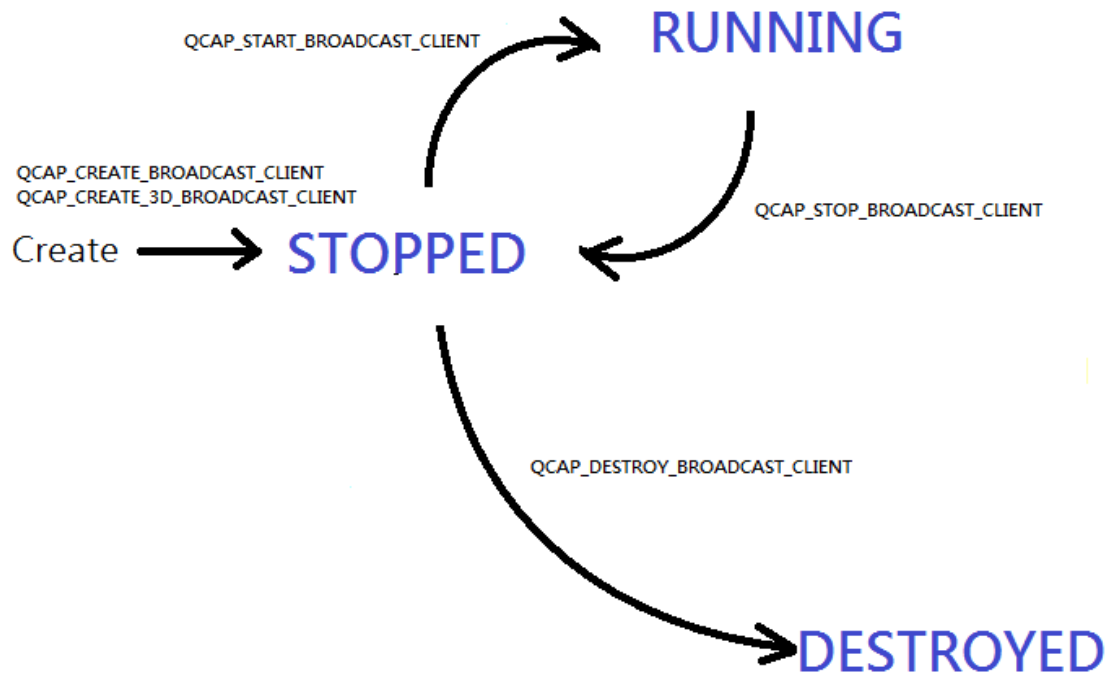 RUNNING
QCAP_START_BROADCAST_CLIENT
QCAP_CREATE_BROADCAST_CLIENT
QCAP_CREATE_3D_BROADCAST_CLIENT
QCAP_STOP_BROADCAST_CLIENT
Create
STOPPED
QCAP_DESTROY_BROADCAST_CLIENT
DESTROYED